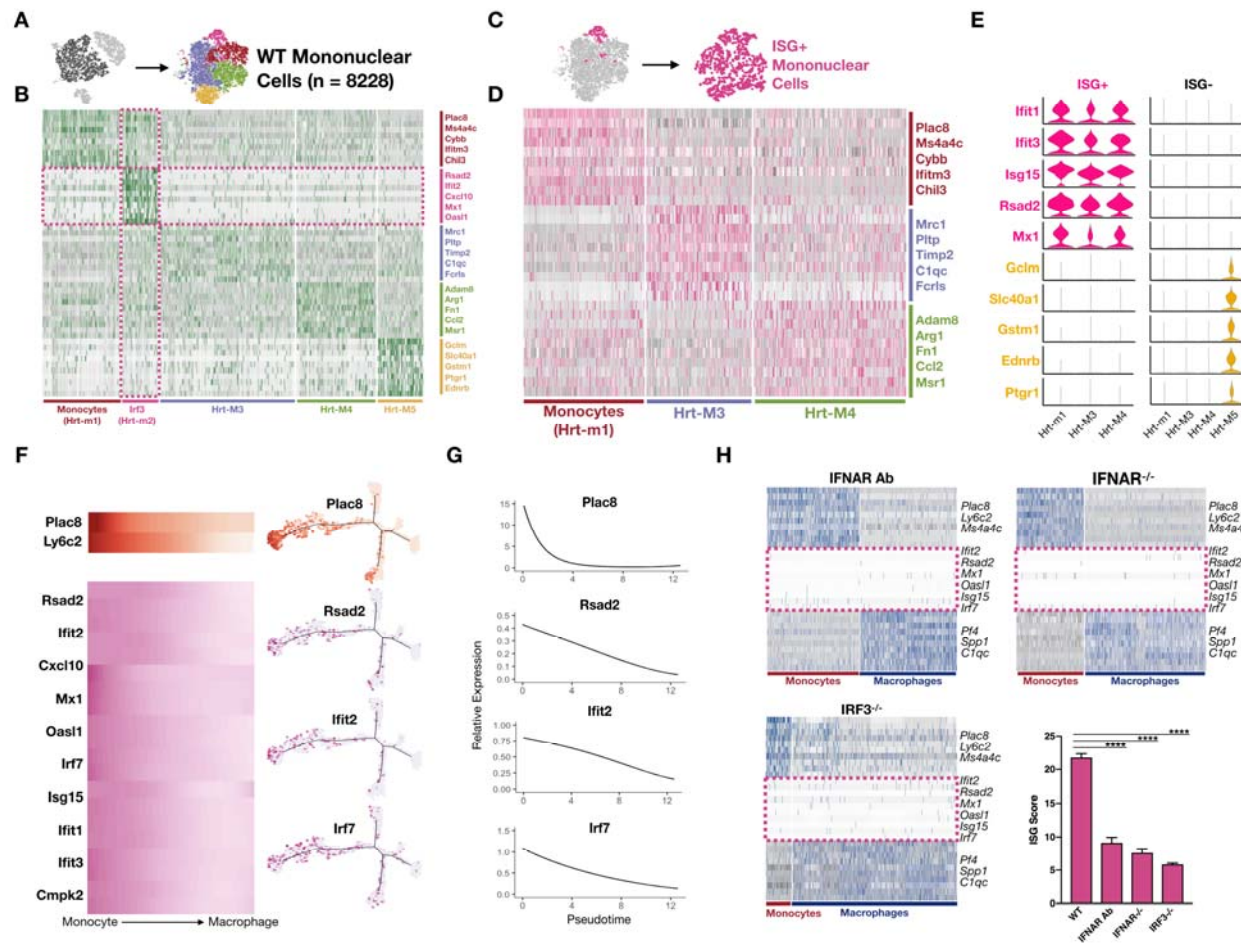 A
WT Mononuclear
Cells (n = 8228)
B
Plac8
Ms4a4c
Cybb
Ifitm3
Chil3
Rsad2
Ifit2
Cxcl10
Mx1
Oasl1
Mrc1
Pltp
Timp2
C1qc
Fcrls
Adam8
Arg1
Fn1
Ccl2
Msr1
Gclm
Slc40a1
Gstm1
Ptgr1
Ednrb
Monocytes
(Hrt-m1)
Irf3
(Hrt-m2)
Hrt-M3
Hrt-M4
Hrt-M5
C
ISG+
Mononuclear
Cells
D
Plac8
Ms4a4c
Cybb
Ifitm3
Chil3
Mrc1
Pltp
Timp2
C1qc
Fcrls
Adam8
Arg1
Fn1
Ccl2
Msr1
Monocytes
(Hrt-m1)
Hrt-M3
Hrt-M4
E
ISG+
ISG-
Ifit1
Ifit3
Isg15
Rsad2
Mx1
Gclm
Slc40a1
Gstm1
Ednrb
Ptgr1
Hrt-m1
Hrt-M3
Hrt-M4
Hrt-m1
Hrt-M3
Hrt-M4
Hrt-M5
F
Plac8
Ly6c2
Rsad2
Ifit2
Cxcl10
Mx1
Oasl1
Irf7
Isg15
Ifit1
Ifit3
Cmpk2
Monocyte
Macrophage
Plac8
Rsad2
Ifit2
Irf7
G
Relative Expression
Plac8
15
10
5
0
0 4 8 12
Rsad2
0.5
0.4
0.3
0.2
0.1
0.0
0 4 8 12
Ifit2
1.00
0.75
0.50
0.25
0.00
0 4 8 12
Irf7
1.5
1.0
0.5
0.0
0 4 8 12
Pseudotime
H
IFNAR Ab
Plac8
Ly6c2
Ms4a4c
Ifit2
Rsad2
Mx1
Oasl1
Isg15
Irf7
Pf4
Spp1
C1qc
Monocytes
Macrophages
IFNAR-/-
Plac8
Ly6c2
Ms4a4c
Ifit2
Rsad2
Mx1
Oasl1
Isg15
Irf7
Pf4
Spp1
C1qc
Monocytes
Macrophages
IRF3-/-
Plac8
Ly6c2
Ms4a4c
Ifit2
Rsad2
Mx1
Oasl1
Isg15
Irf7
Pf4
Spp1
C1qc
Monocytes
Macrophages
ISG Score
25
20
15
10
5
0
****
****
****
WT
IFNAR Ab
IFNAR-/-
IRF3-/-